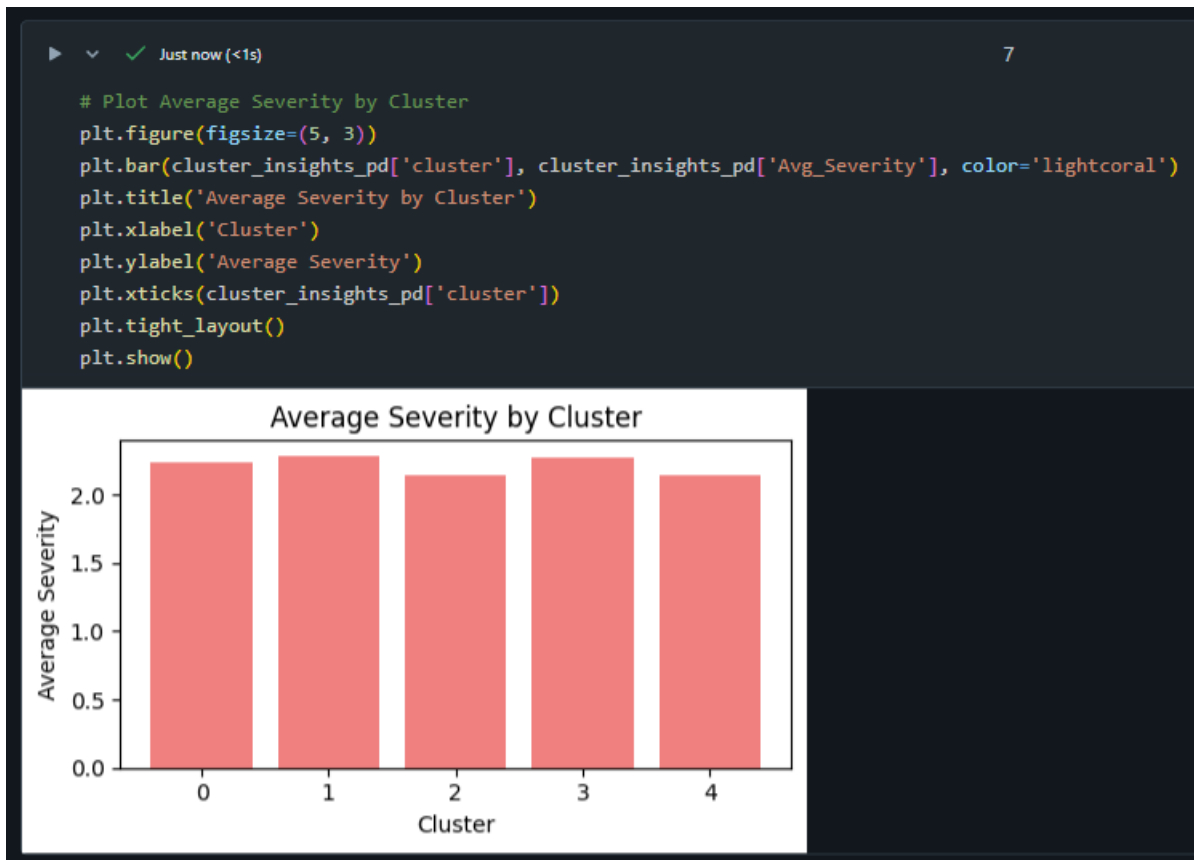 Just now (<1s)
7
# Plot Average Severity by Cluster
plt.figure(figsize=(5, 3))
plt.bar(cluster_insights_pd['cluster'], cluster_insights_pd['Avg_Severity'], color='lightcoral')
plt.title('Average Severity by Cluster')
plt.xlabel('Cluster')
plt.ylabel('Average Severity')
plt.xticks(cluster_insights_pd['cluster'])
plt.tight_layout()
plt.show()
Average Severity by Cluster
Average Severity
2.0
1.5
1.0
0.5
0.0
0 1 2 3 4
Cluster